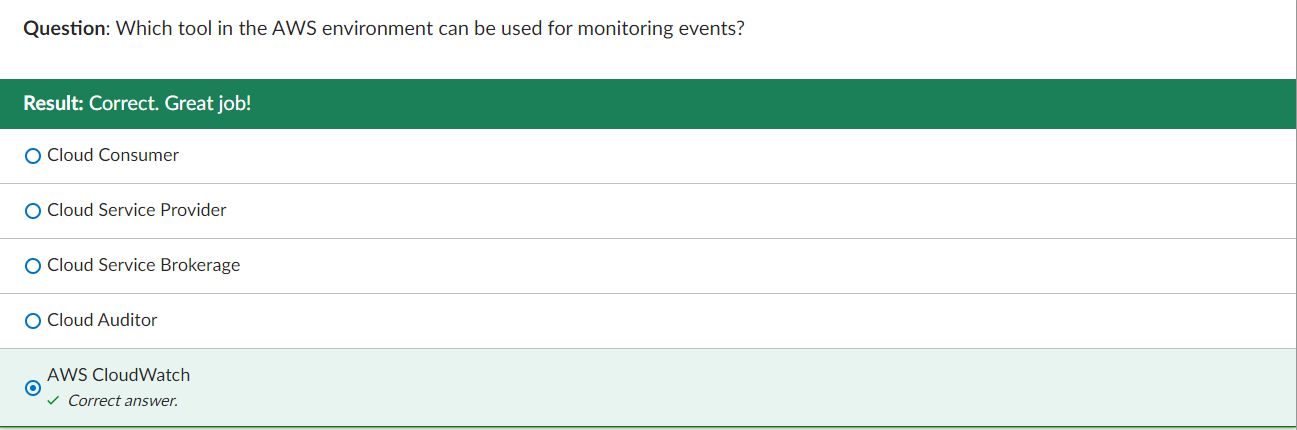 Question: Which tool in the AWS environment can be used for monitoring events?
Result: Correct. Great job!
Cloud Consumer
Cloud Service Provider
Cloud Service Brokerage
Cloud Auditor
AWS CloudWatch
Correct answer.